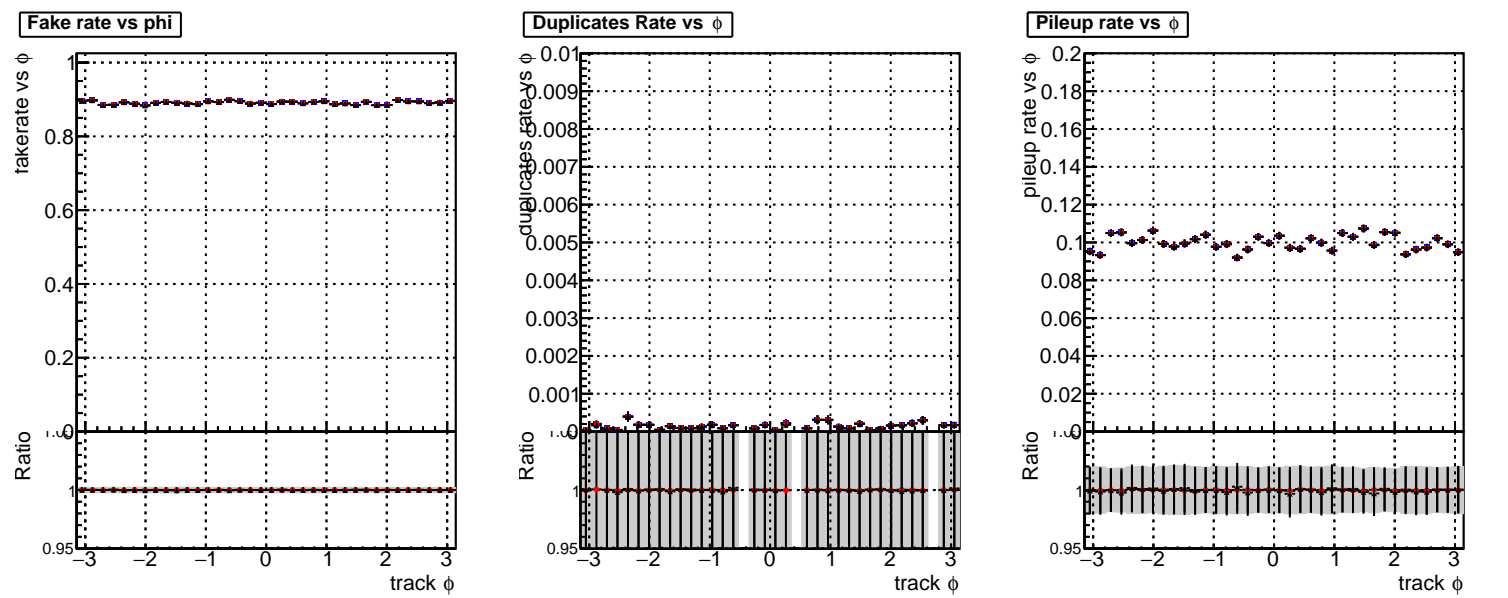 Fake rate vs phi
fakerate vs ϕ
1
0.8
0.6
0.4
0.2
0
Ratio
1
0.95
−3 −2 −1 0 1 2 3
track ϕ
Duplicates Rate vs ϕ
duplicates rate vs ϕ
0.01
0.009
0.008
0.007
0.006
0.005
0.004
0.003
0.002
0.001
0
Ratio
1
0.95
−3 −2 −1 0 1 2 3
track ϕ
Pileup rate vs ϕ
pileup rate vs ϕ
0.2
0.18
0.16
0.14
0.12
0.1
0.08
0.06
0.04
0.02
0
Ratio
1
0.95
−3 −2 −1 0 1 2 3
track ϕ